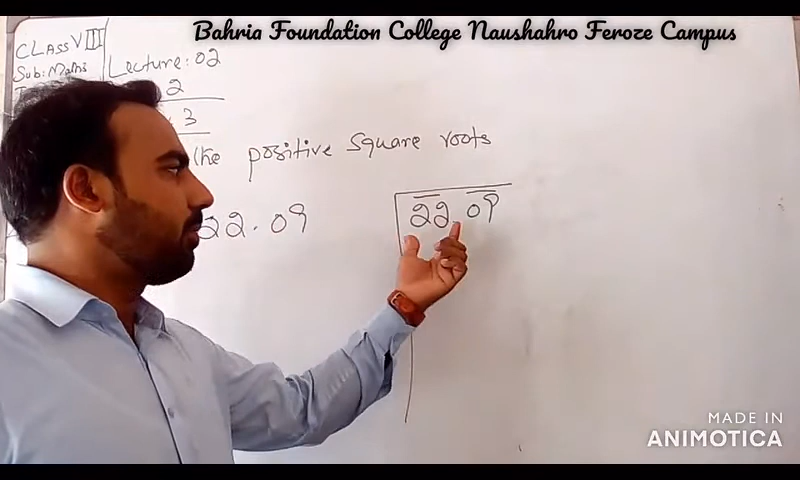 Bahria Foundation College Naushahro Feroze Campus
CLASS VIII
Sub: Maths
Lecture: 02
2
3
the positive square roots
22.09
22.09
MADE IN
ANIMOTICA